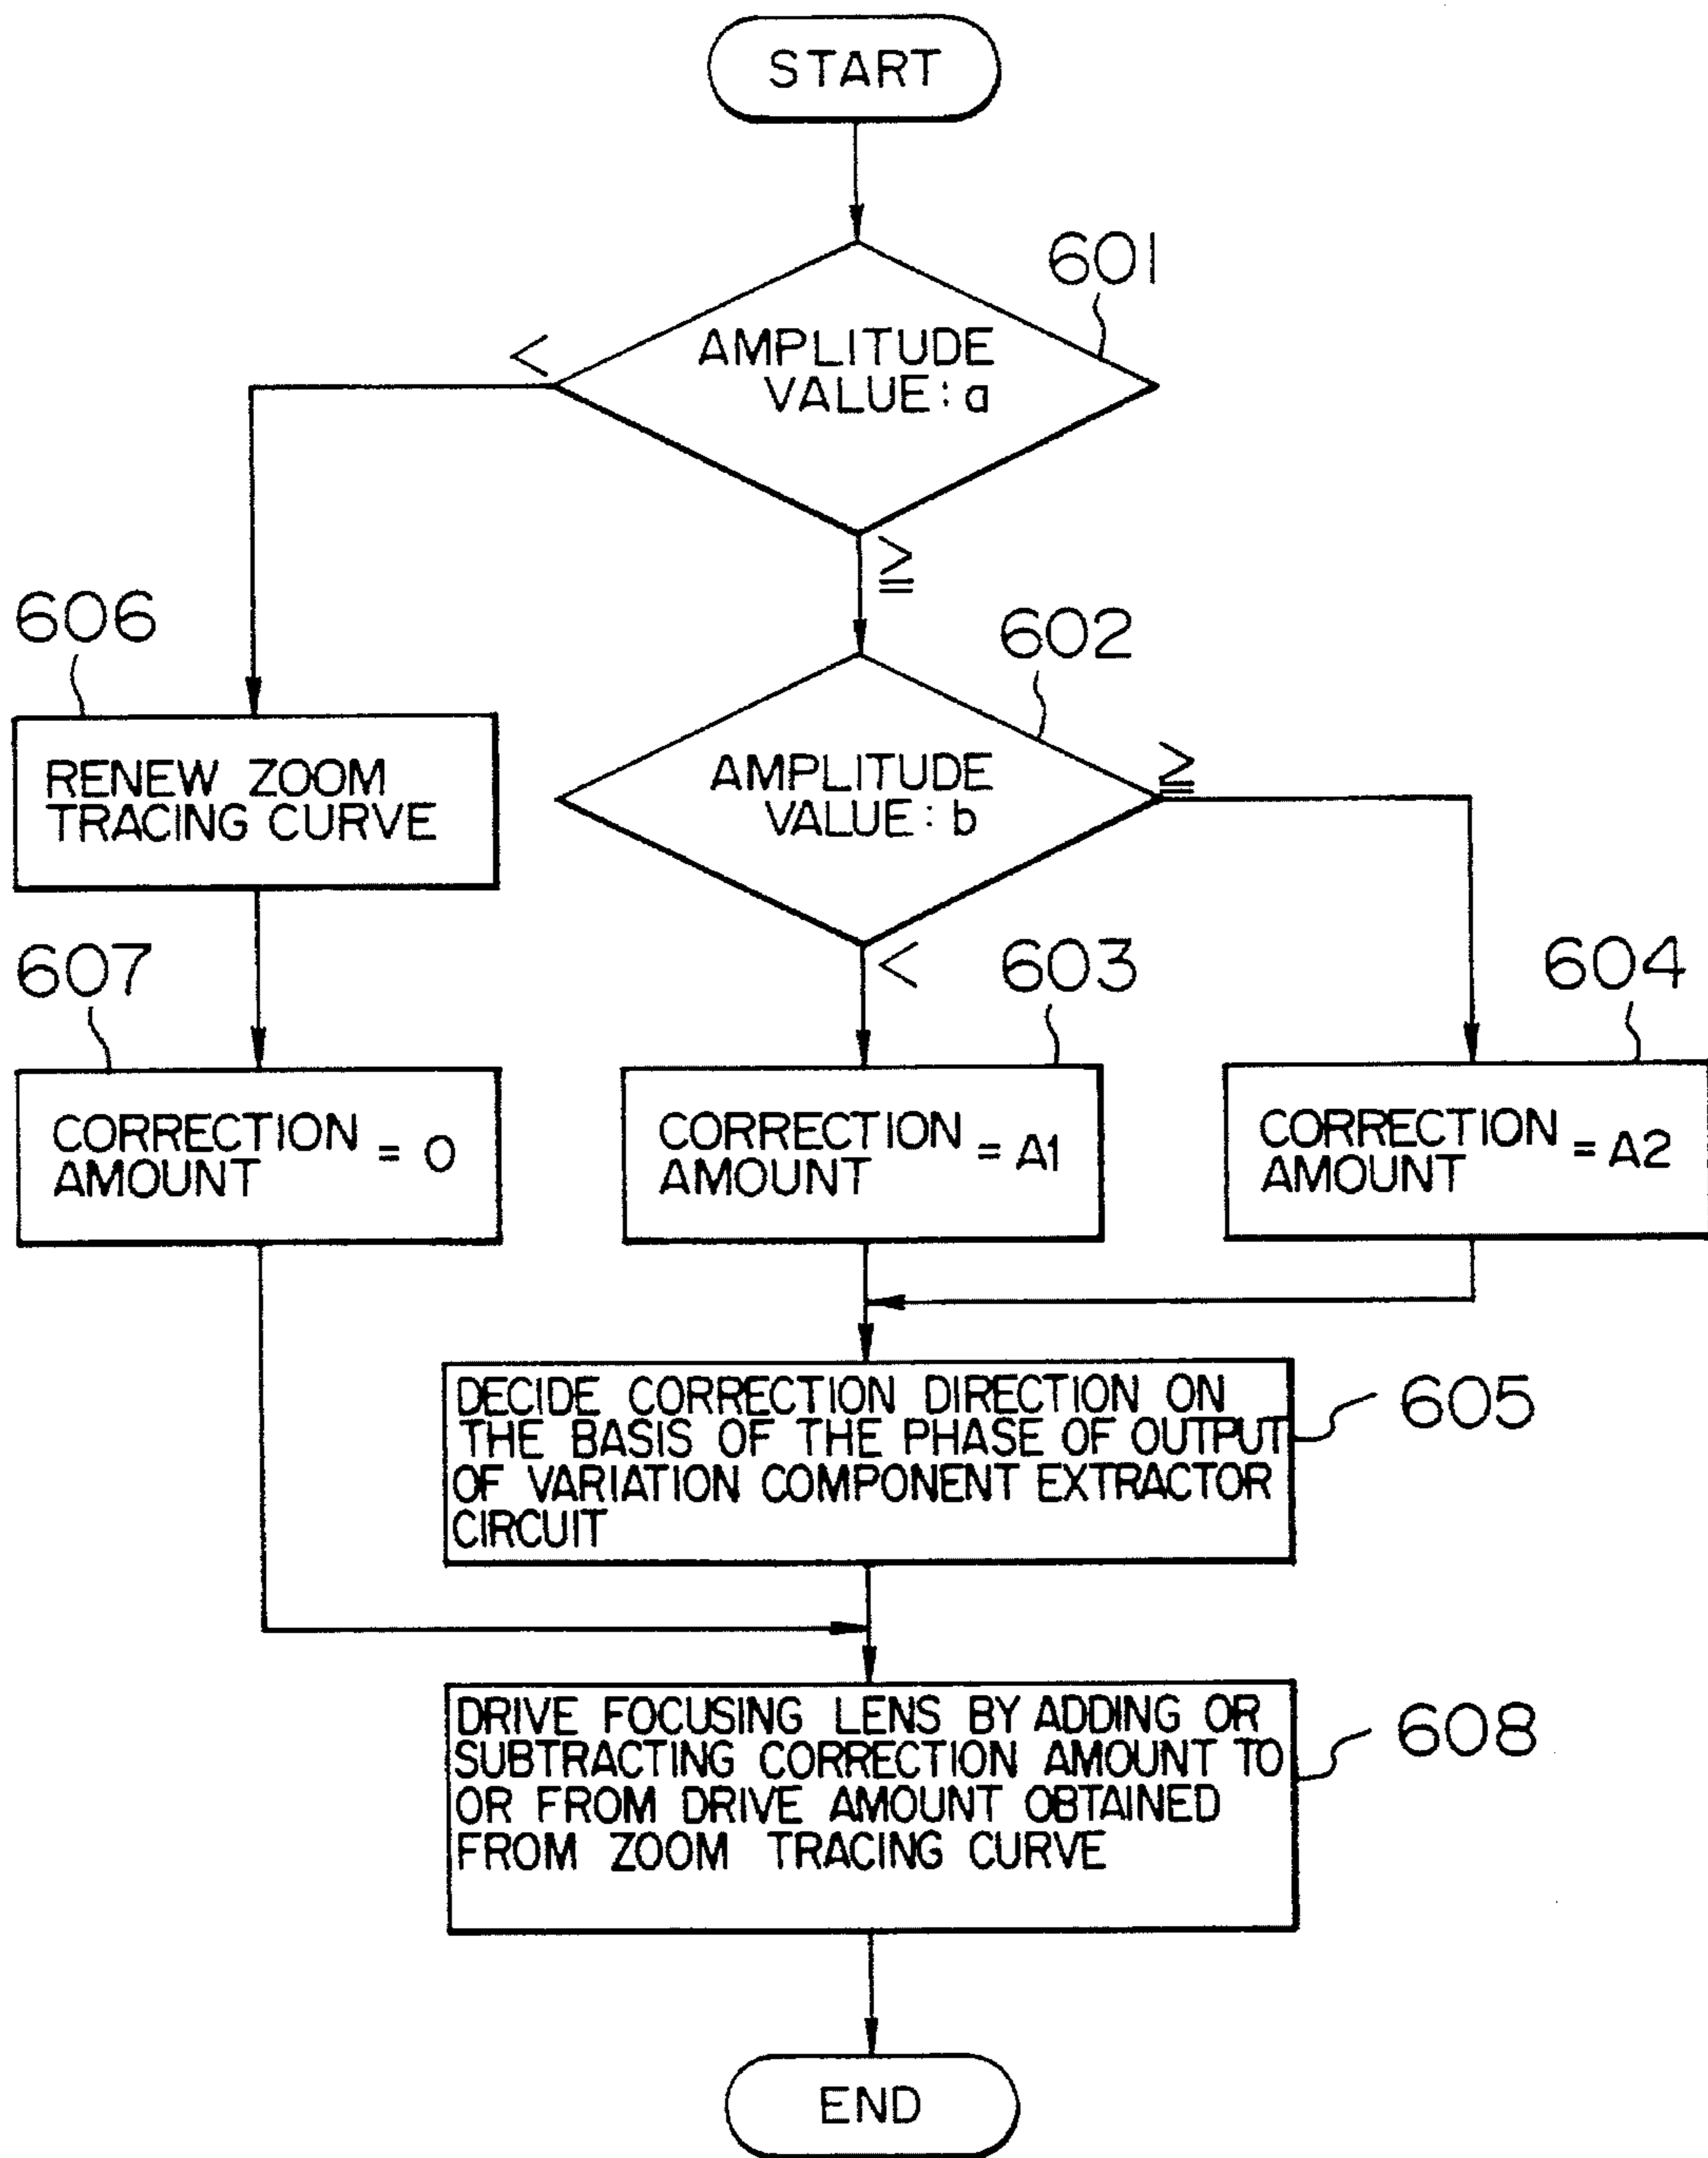 START
601
<
AMPLITUDE
VALUE: a
≧
606
602
RENEW ZOOM
TRACING CURVE
AMPLITUDE
VALUE: b
≧
607
<
603
604
CORRECTION
AMOUNT = 0
CORRECTION
AMOUNT = A1
CORRECTION
AMOUNT = A2
DECIDE CORRECTION DIRECTION ON
THE BASIS OF THE PHASE OF OUTPUT
OF VARIATION COMPONENT EXTRACTOR
CIRCUIT
605
DRIVE FOCUSING LENS BY ADDING OR
SUBTRACTING CORRECTION AMOUNT TO
OR FROM DRIVE AMOUNT OBTAINED
FROM ZOOM TRACING CURVE
608
END